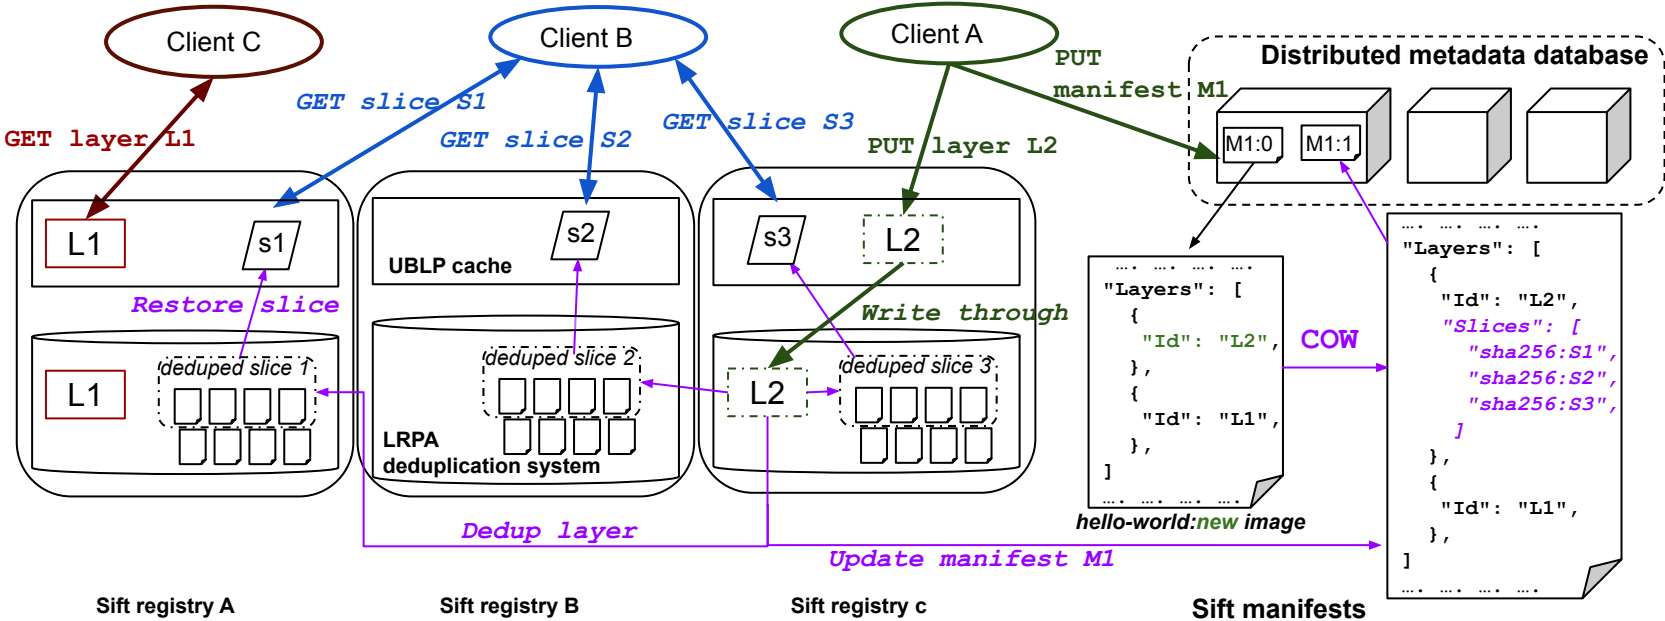 Client C
Client B
Client A
GET layer L1
GET slice S1
GET slice S2
GET slice S3
PUT layer L2
PUT
manifest M1
Distributed metadata database
M1:0
M1:1
L1
s1
s2
UBLP cache
s3
L2
Restore slice
Write through
deduped slice 1
deduped slice 2
deduped slice 3
L1
L2
LRPA
deduplication system
Dedup layer
Update manifest M1
Sift registry A
Sift registry B
Sift registry c
…. …. …. ….
"Layers": [
{
"Id": "L2",
},
{
"Id": "L1",
},
]
…. …. …. ….
hello-world:new image
COW
…. …. …. ….
"Layers": [
{
"Id": "L2",
"Slices": [
"sha256:S1",
"sha256:S2",
"sha256:S3",
]
},
{
"Id": "L1",
},
]
…. …. …. ….
Sift manifests